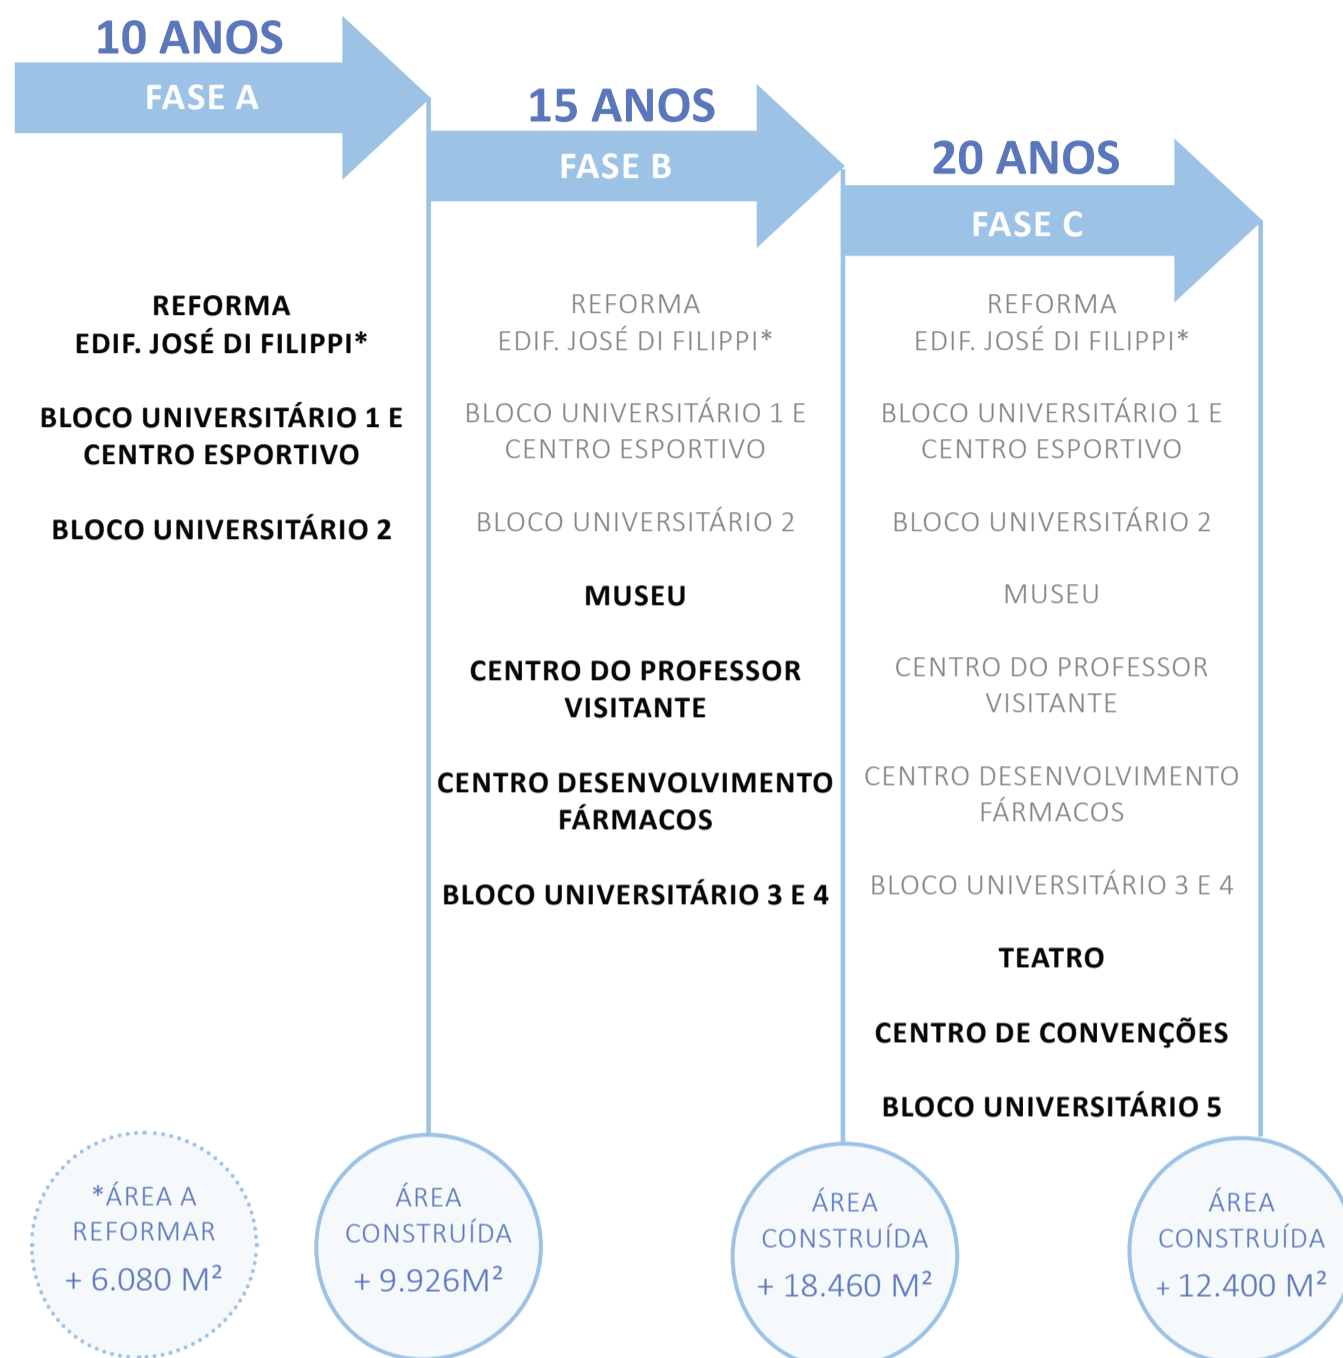 10 ANOS
FASE A
REFORMA
EDIF. JOSÉ DI FILIPPI*
BLOCO UNIVERSITÁRIO 1 E
CENTRO ESPORTIVO
BLOCO UNIVERSITÁRIO 2
*ÁREA A
REFORMAR
+ 6.080 M²
ÁREA
CONSTRUÍDA
+ 9.926M²
15 ANOS
FASE B
REFORMA
EDIF. JOSÉ DI FILIPPI*
BLOCO UNIVERSITÁRIO 1 E
CENTRO ESPORTIVO
BLOCO UNIVERSITÁRIO 2
MUSEU
CENTRO DO PROFESSOR
VISITANTE
CENTRO DESENVOLVIMENTO
FÁRMACOS
BLOCO UNIVERSITÁRIO 3 E 4
ÁREA
CONSTRUÍDA
+ 18.460 M²
20 ANOS
FASE C
REFORMA
EDIF. JOSÉ DI FILIPPI*
BLOCO UNIVERSITÁRIO 1 E
CENTRO ESPORTIVO
BLOCO UNIVERSITÁRIO 2
MUSEU
CENTRO DO PROFESSOR
VISITANTE
CENTRO DESENVOLVIMENTO
FÁRMACOS
BLOCO UNIVERSITÁRIO 3 E 4
TEATRO
CENTRO DE CONVENÇÕES
BLOCO UNIVERSITÁRIO 5
ÁREA
CONSTRUÍDA
+ 12.400 M²